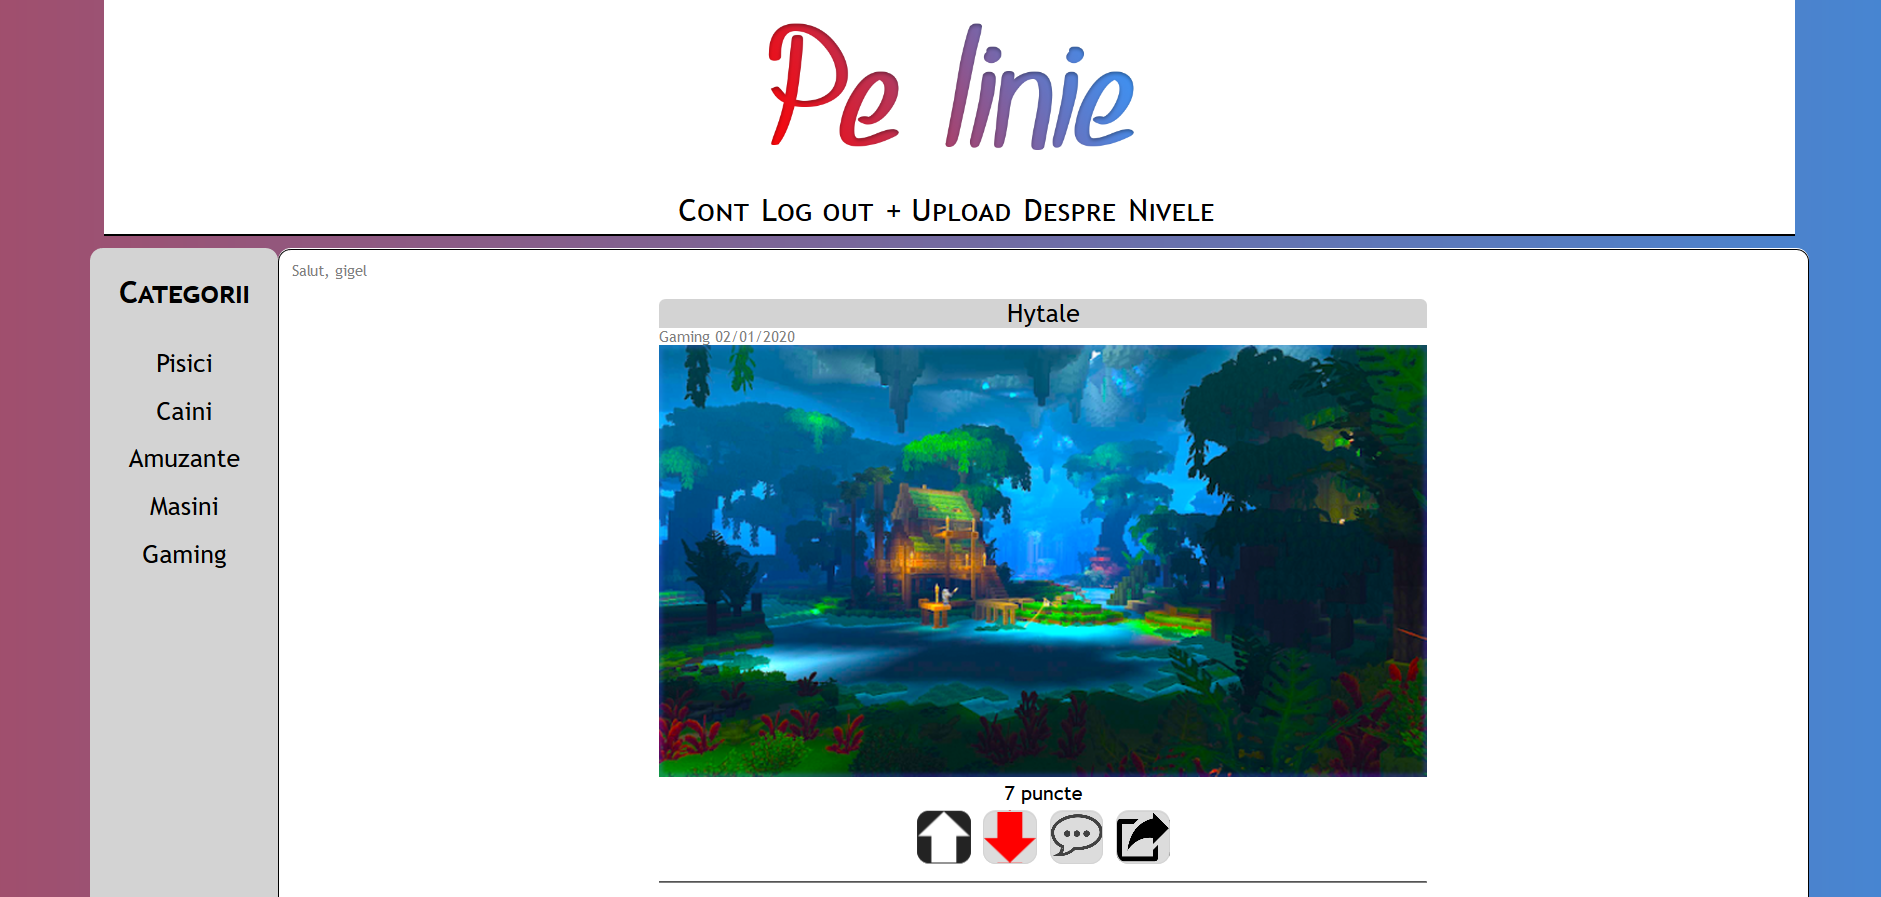 Pe linie
Cont Log out + Upload Despre Nivele
Categorii
Pisici
Caini
Amuzante
Masini
Gaming
Salut, gigel
Hytale
Gaming 02/01/2020
7 puncte